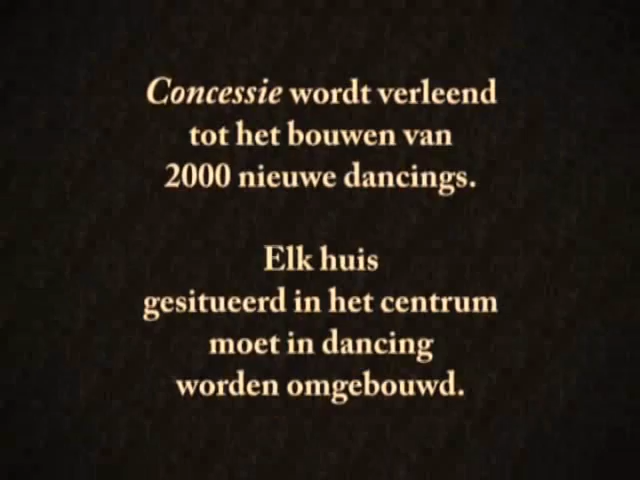 Concessie wordt verleend
tot het bouwen van
2000 nieuwe dancings.
Elk huis
gesitueerd in het centrum
moet in dancing
worden omgebouwd.